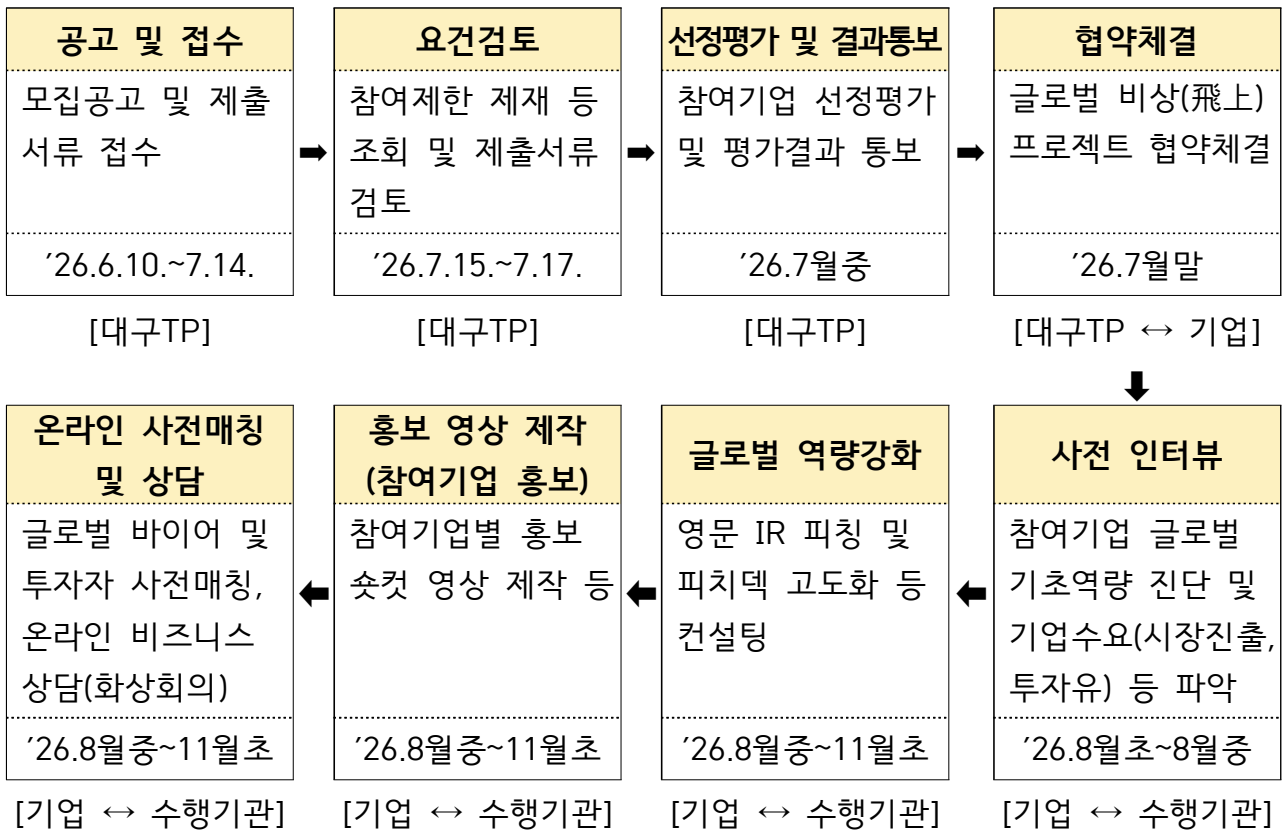 공고 및 접수
모집공고 및 제출
서류 접수
′26.6.10.~7.14.
[대구TP]
➡
요건검토
참여제한 제재 등
조회 및 제출서류
검토
′26.7.15.~7.17.
[대구TP]
➡
선정평가 및 결과통보
참여기업 선정평가
및 평가결과 통보
′26.7월중
[대구TP]
➡
협약체결
글로벌 비상(飛上)
프로젝트 협약체결
′26.7월말
[대구TP ↔ 기업]
⬇
사전 인터뷰
참여기업 글로벌
기초역량 진단 및
기업수요(시장진출,
투자유) 등 파악
′26.8월초~8월중
[기업 ↔ 수행기관]
⬅
글로벌 역량강화
영문 IR 피칭 및
피치덱 고도화 등
컨설팅
′26.8월중~11월초
[기업 ↔ 수행기관]
⬅
홍보 영상 제작
(참여기업 홍보)
참여기업별 홍보
숏컷 영상 제작 등
′26.8월중~11월초
[기업 ↔ 수행기관]
⬅
온라인 사전매칭
및 상담
글로벌 바이어 및
투자자 사전매칭,
온라인 비즈니스
상담(화상회의)
′26.8월중~11월초
[기업 ↔ 수행기관]